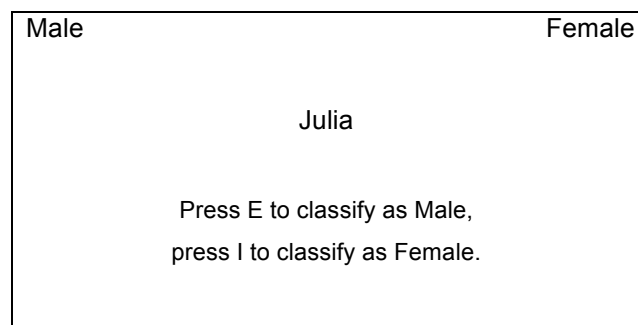 Male Female
Julia
Press E to classify as Male,
press I to classify as Female.